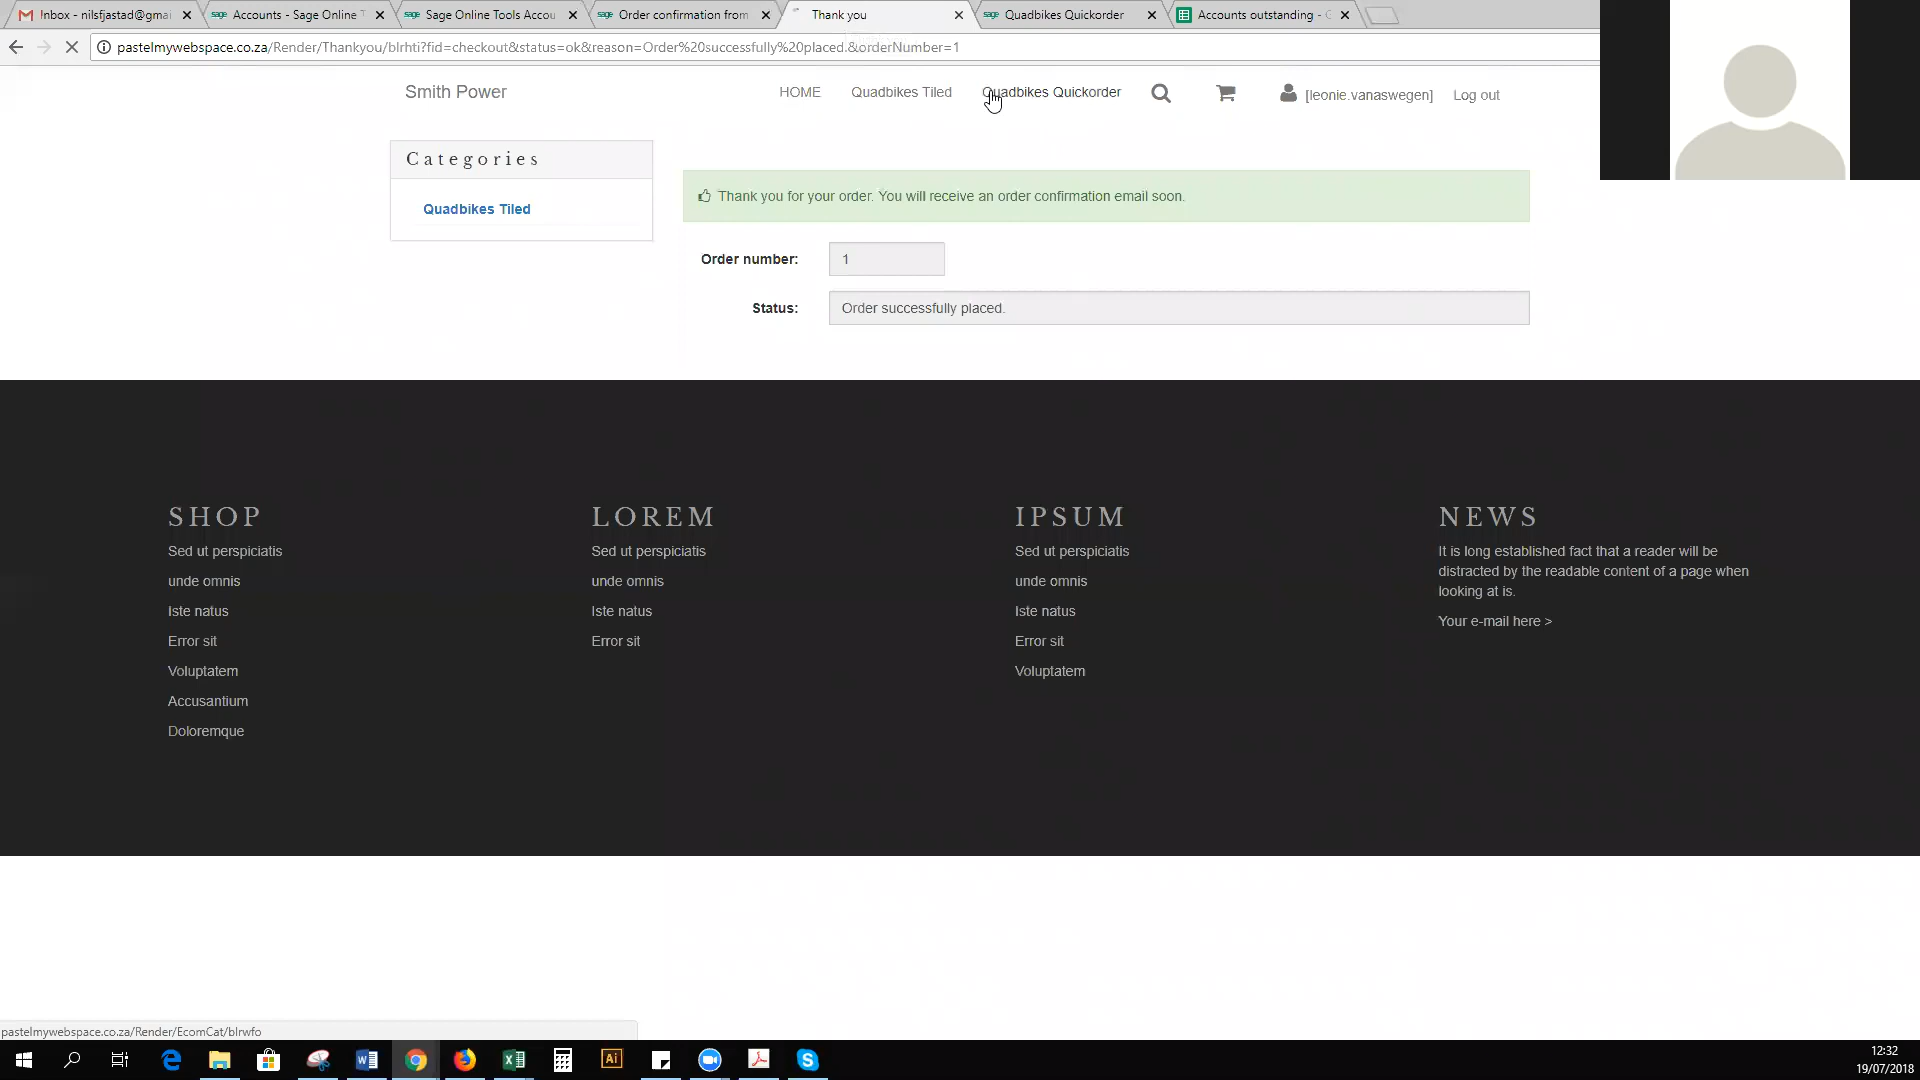 Inbox - nilsfjastad@gmai
Accounts - Sage Online T
Sage Online Tools Accou
Order confirmation from
Thank you
Quadbikes Quickorder
Accounts outstanding - G
pastelmywebspace.co.za/Render/Thankyou/blrhti?fid=checkout&status=ok&reason=Order%20successfully%20placed.&orderNumber=1
Smith Power
HOME
Quadbikes Tiled
Quadbikes Quickorder
[leonie.vanaswegen]
Log out
Categories
Quadbikes Tiled
Thank you for your order. You will receive an order confirmation email soon.
Order number: 1
Status: Order successfully placed.
SHOP
Sed ut perspiciatis
unde omnis
Iste natus
Error sit
Voluptatem
Accusantium
Doloremque
LOREM
Sed ut perspiciatis
unde omnis
Iste natus
Error sit
IPSUM
Sed ut perspiciatis
unde omnis
Iste natus
Error sit
Voluptatem
NEWS
It is long established fact that a reader will be
distracted by the readable content of a page when
looking at is.
Your e-mail here >
pastelmywebspace.co.za/Render/EcomCat/blrwfo
12:32
19/07/2018